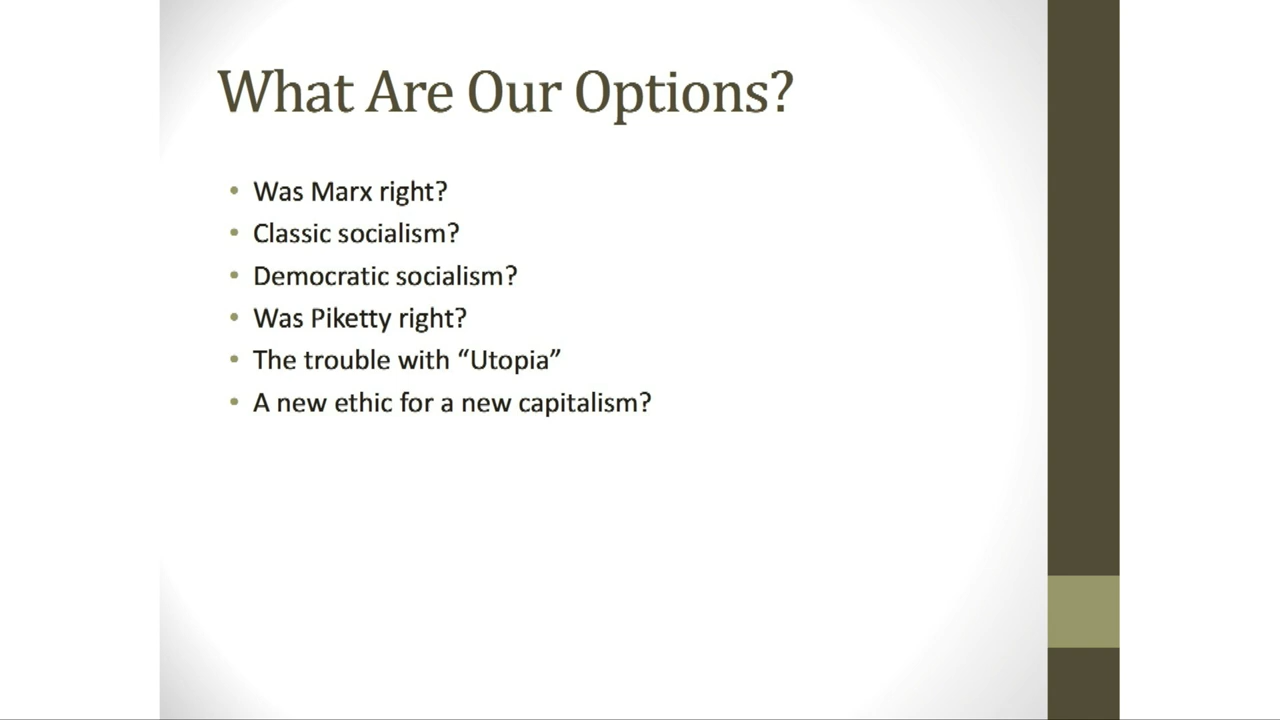 What Are Our Options?
• Was Marx right?
• Classic socialism?
• Democratic socialism?
• Was Piketty right?
• The trouble with “Utopia”
• A new ethic for a new capitalism?